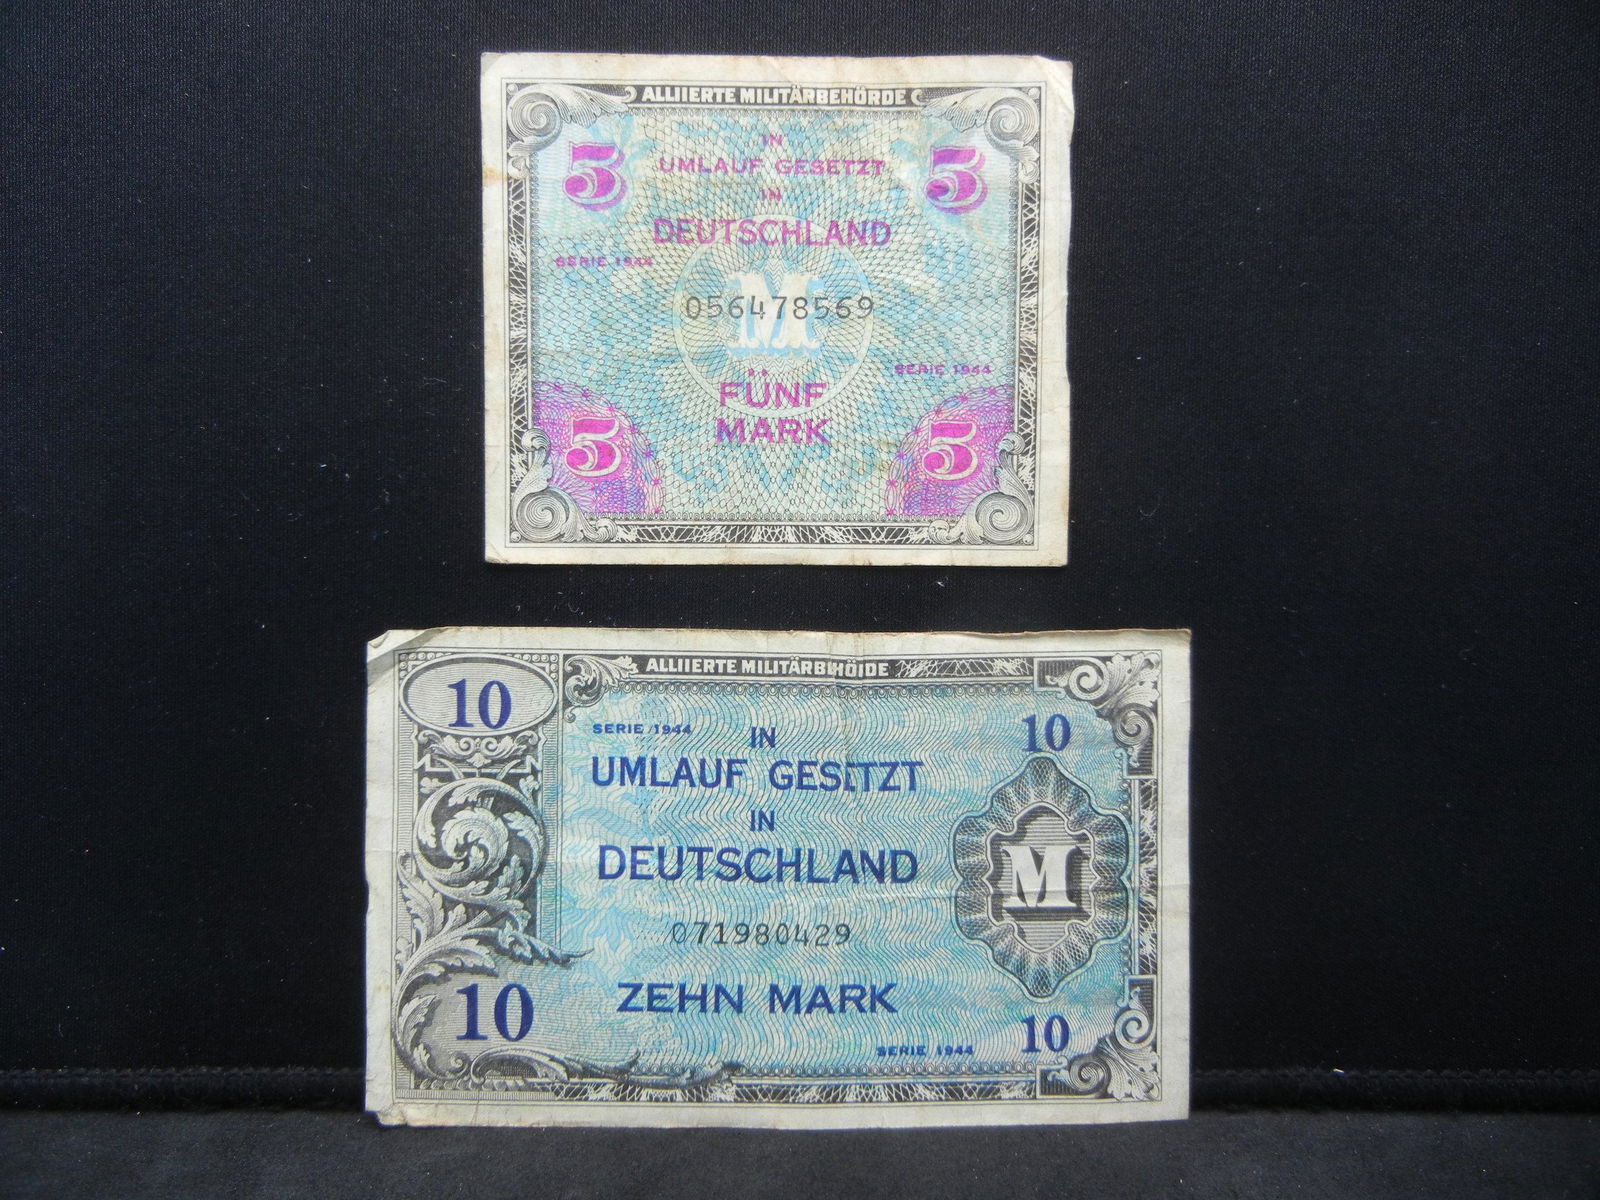 ALLIIERTE MILITÄRBEHÖRDE
IN
5 UMLAUF GESETZT 5
IN
DEUTSCHLAND
SERIE 1944
M
056478569
SERIE 1944
FÜNF
5 MARK 5
ALLIIERTE MILITÄRBEHÖRDE
10
SERIE 1944 IN 10
UMLAUF GESETZT
IN
DEUTSCHLAND
M
071980429
10 ZEHN MARK
SERIE 1944 10